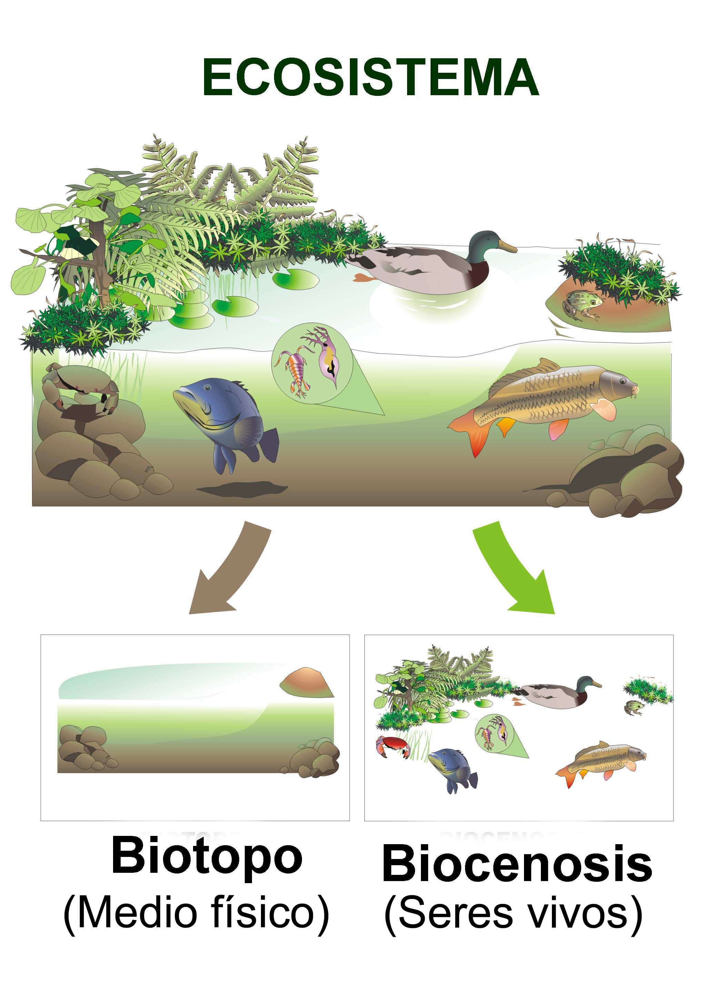 ECOSISTEMA
Biotopo
(Medio físico)
Biocenosis
(Seres vivos)